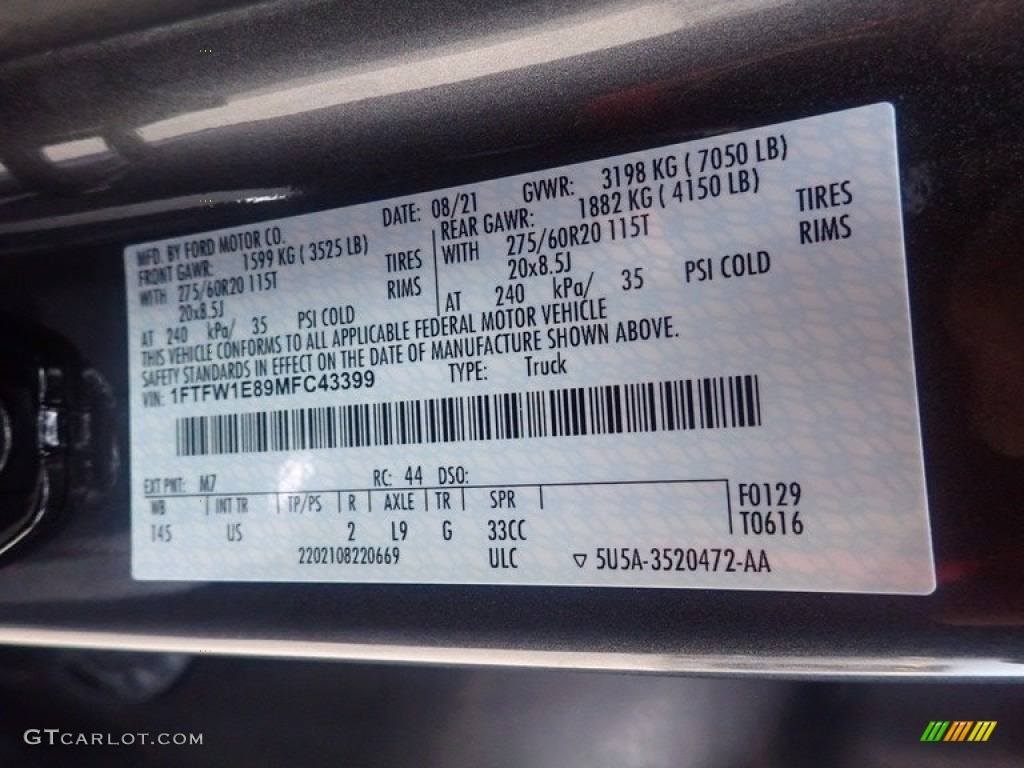 MFD. BY FORD MOTOR CO. DATE: 08/21 GVWR: 3198 KG ( 7050 LB)
FRONT GAWR: 1599 KG ( 3525 LB) REAR GAWR: 1882 KG ( 4150 LB)
WITH 275/60R20 115T TIRES WITH 275/60R20 115T TIRES
20x8.5J RIMS 20x8.5J RIMS
AT 240 kPa/ 35 PSI COLD AT 240 kPa/ 35 PSI COLD
THIS VEHICLE CONFORMS TO ALL APPLICABLE FEDERAL MOTOR VEHICLE
SAFETY STANDARDS IN EFFECT ON THE DATE OF MANUFACTURE SHOWN ABOVE.
VIN: 1FTFW1E89MFC43399 TYPE: Truck
EXT PNT: M7 RC: 44 DSO:
WB INT TR TP/PS R AXLE TR SPR F0129
145 US 2 L9 G 33CC T0616
2202108220669 ULC ▽ 5U5A-3520472-AA
GTCARLOT.COM